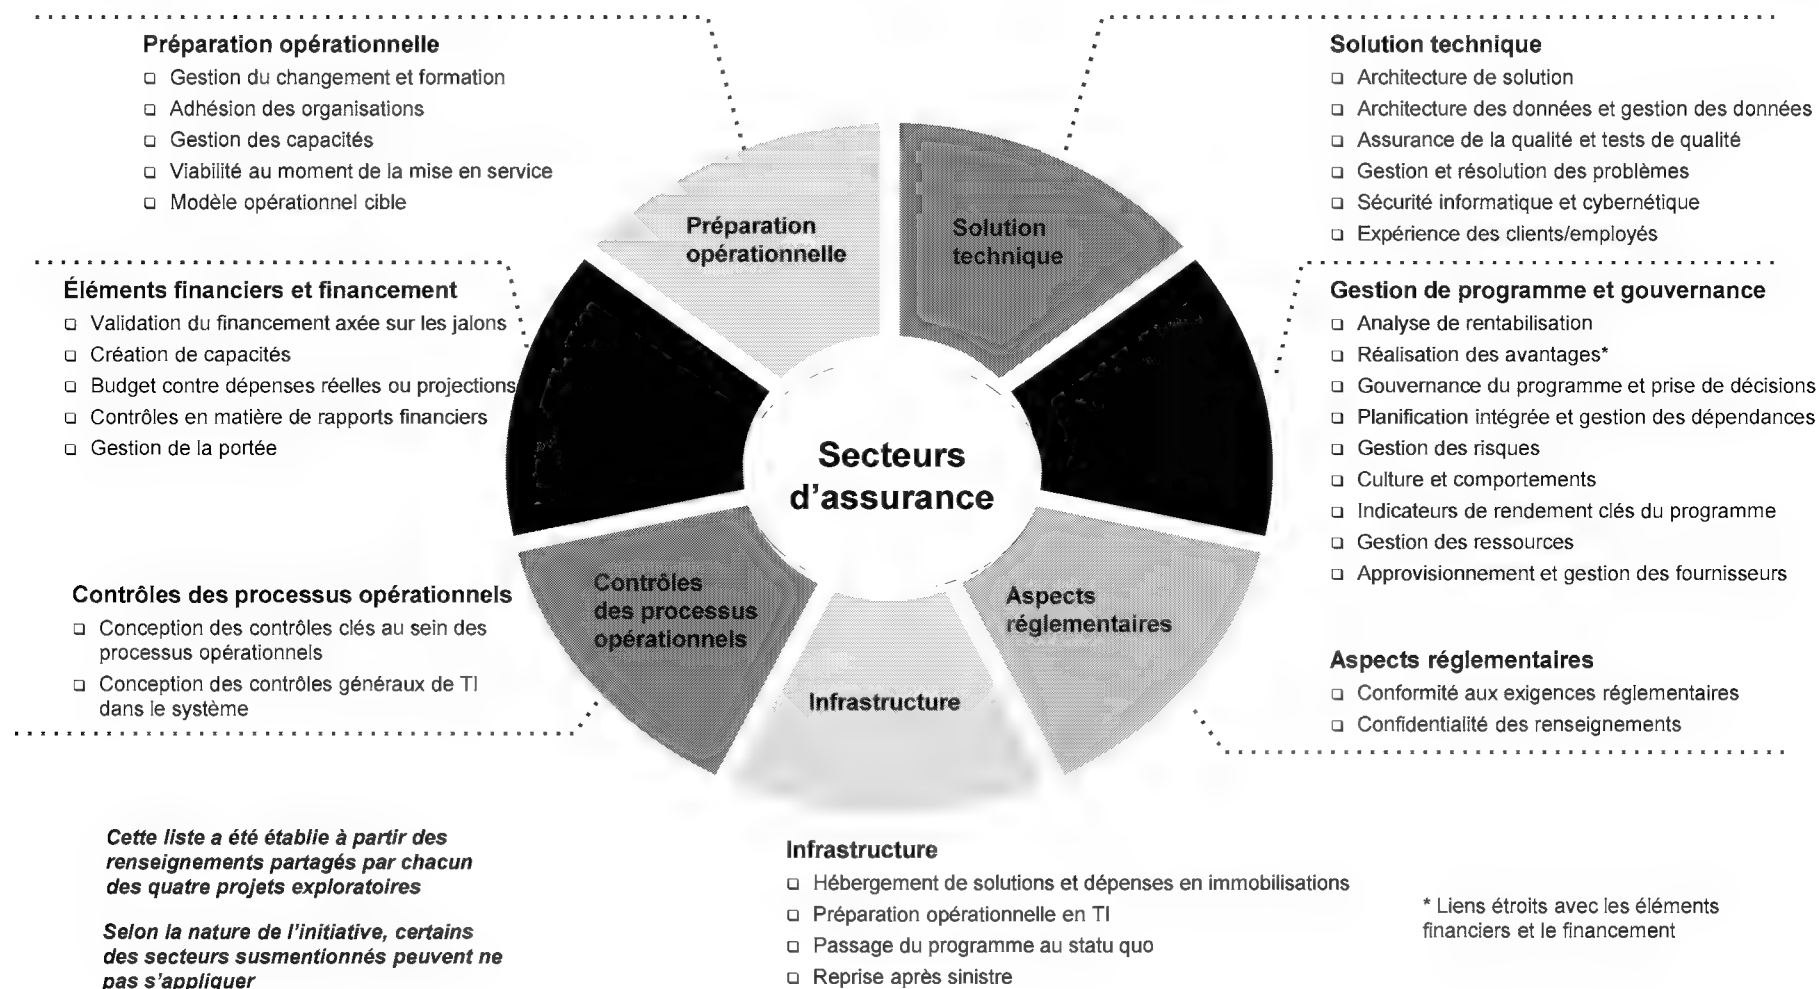 Préparation opérationnelle
❑ Gestion du changement et formation
❑ Adhésion des organisations
❑ Gestion des capacités
❑ Viabilité au moment de la mise en service
❑ Modèle opérationnel cible
Éléments financiers et financement
❑ Validation du financement axée sur les jalons
❑ Création de capacités
❑ Budget contre dépenses réelles ou projections
❑ Contrôles en matière de rapports financiers
❑ Gestion de la portée
Contrôles des processus opérationnels
❑ Conception des contrôles clés au sein des
processus opérationnels
❑ Conception des contrôles généraux de TI
dans le système
Préparation
opérationnelle
Solution
technique
Secteurs
d’assurance
Contrôles
des processus
opérationnels
Aspects
réglementaires
Infrastructure
Solution technique
❑ Architecture de solution
❑ Architecture des données et gestion des données
❑ Assurance de la qualité et tests de qualité
❑ Gestion et résolution des problèmes
❑ Sécurité informatique et cybernétique
❑ Expérience des clients/employés
Gestion de programme et gouvernance
❑ Analyse de rentabilisation
❑ Réalisation des avantages*
❑ Gouvernance du programme et prise de décisions
❑ Planification intégrée et gestion des dépendances
❑ Gestion des risques
❑ Culture et comportements
❑ Indicateurs de rendement clés du programme
❑ Gestion des ressources
❑ Approvisionnement et gestion des fournisseurs
Aspects réglementaires
❑ Conformité aux exigences réglementaires
❑ Confidentialité des renseignements
Cette liste a été établie à partir des
renseignements partagés par chacun
des quatre projets exploratoires
Selon la nature de l’initiative, certains
des secteurs susmentionnés peuvent ne
pas s’appliquer
Infrastructure
❑ Hébergement de solutions et dépenses en immobilisations
❑ Préparation opérationnelle en TI
❑ Passage du programme au statu quo
❑ Reprise après sinistre
* Liens étroits avec les éléments
financiers et le financement